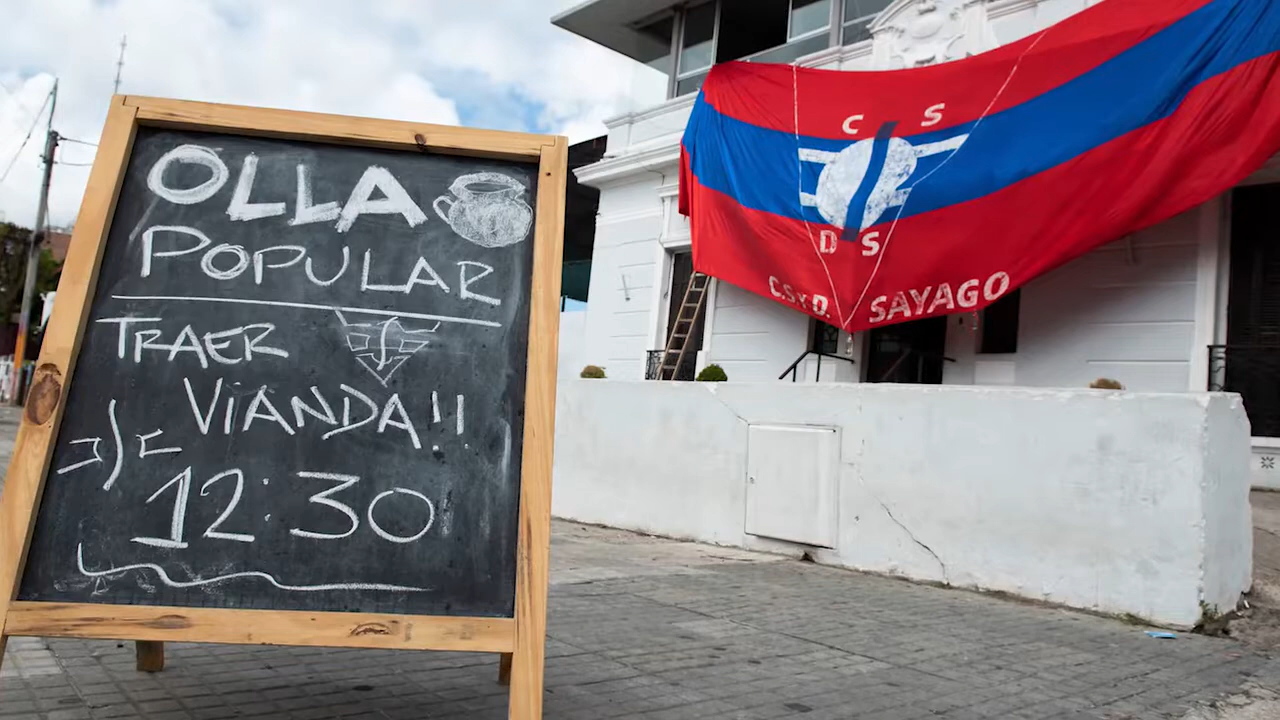 OLLA
POPULAR
TRAER
VIANDA!!
12:30
C S
D S
C.S.y.D. SAYAGO